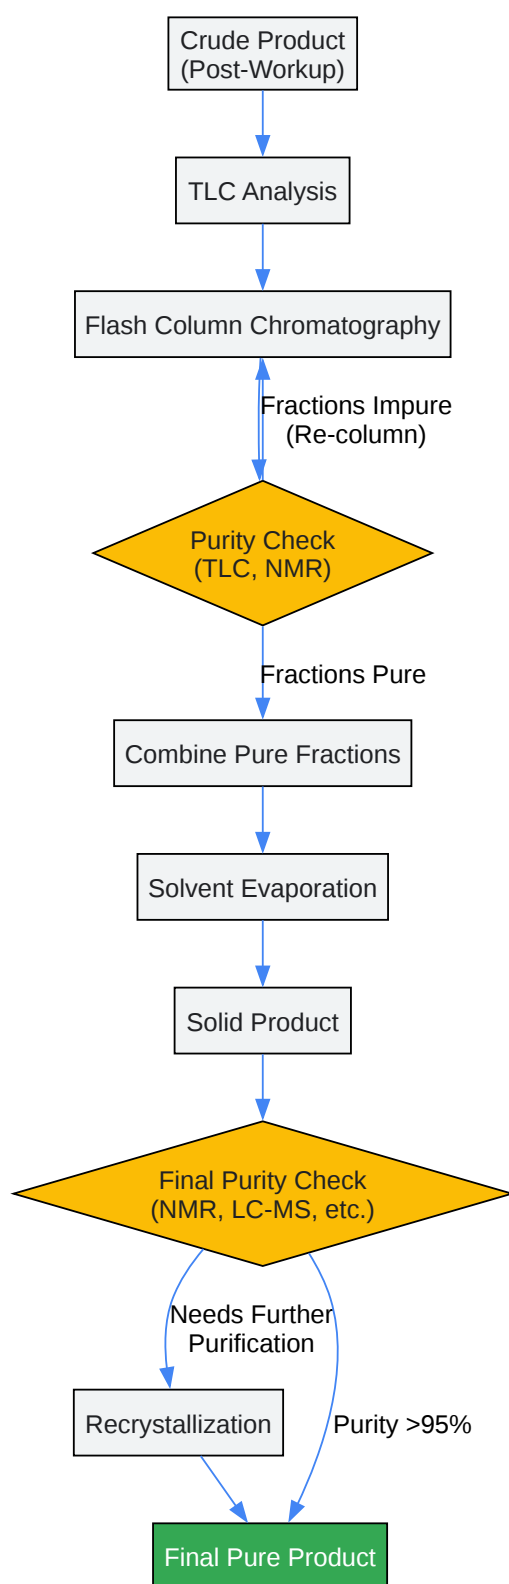 Crude Product
(Post-Workup)
TLC Analysis
Flash Column Chromatography
Fractions Impure
(Re-column)
Purity Check
(TLC, NMR)
Fractions Pure
Combine Pure Fractions
Solvent Evaporation
Solid Product
Final Purity Check
(NMR, LC-MS, etc.)
Needs Further
Purification
Recrystallization
Purity >95%
Final Pure Product